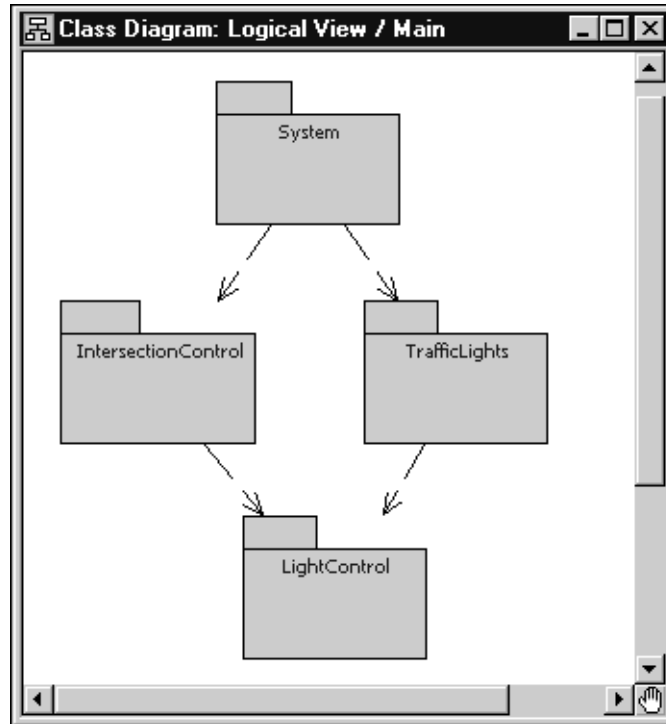 Class Diagram: Logical View / Main
System
IntersectionControl
TrafficLights
LightControl